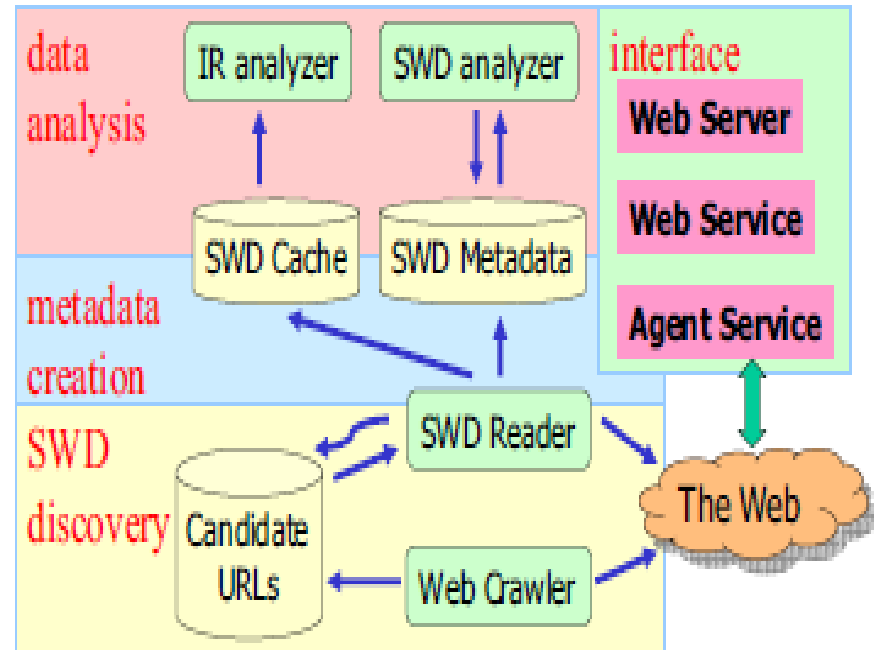 data
analysis
IR analyzer
SWD analyzer
interface
Web Server
Web Service
Agent Service
SWD Cache
SWD Metadata
metadata
creation
SWD
discovery
SWD Reader
Candidate
URLs
Web Crawler
The Web